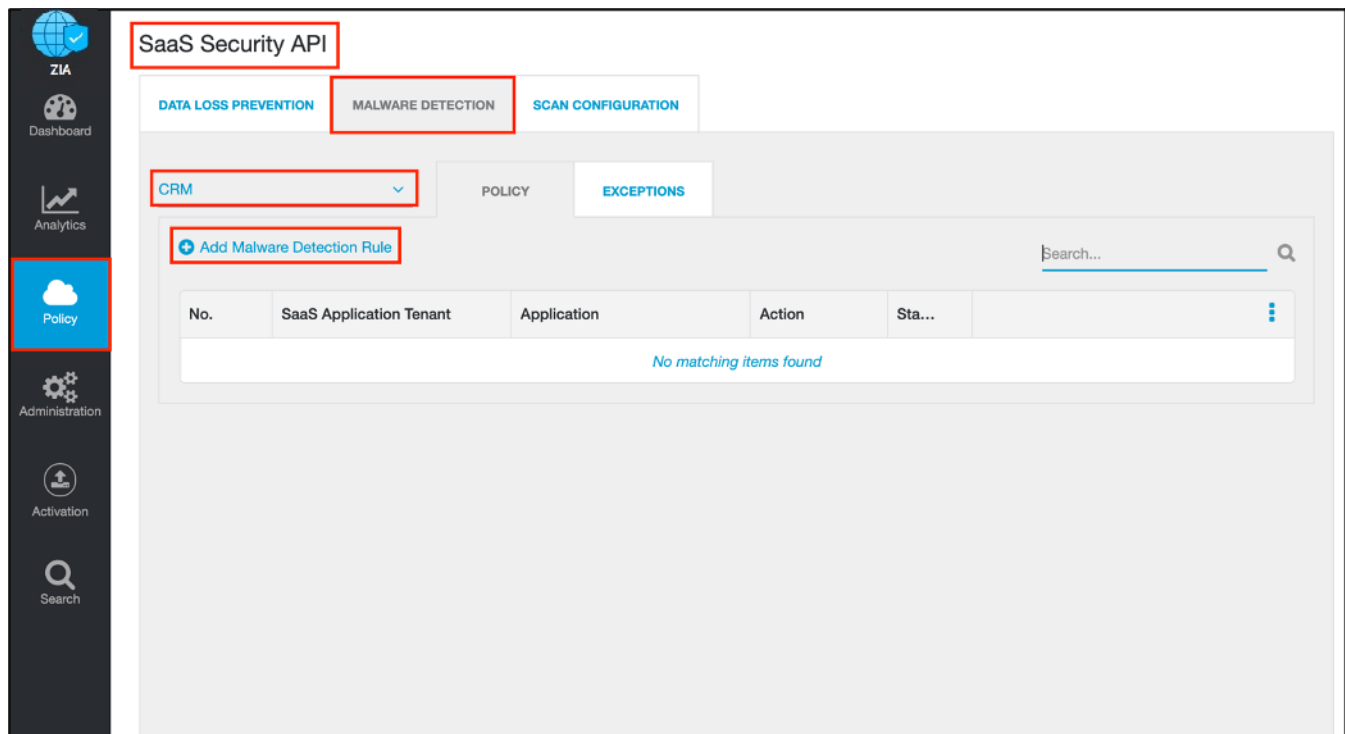 ZIA
Dashboard
Analytics
Policy
Administration
Activation
Search
SaaS Security API
DATA LOSS PREVENTION MALWARE DETECTION SCAN CONFIGURATION
CRM POLICY EXCEPTIONS
Add Malware Detection Rule Search...
No. SaaS Application Tenant Application Action Sta...
No matching items found